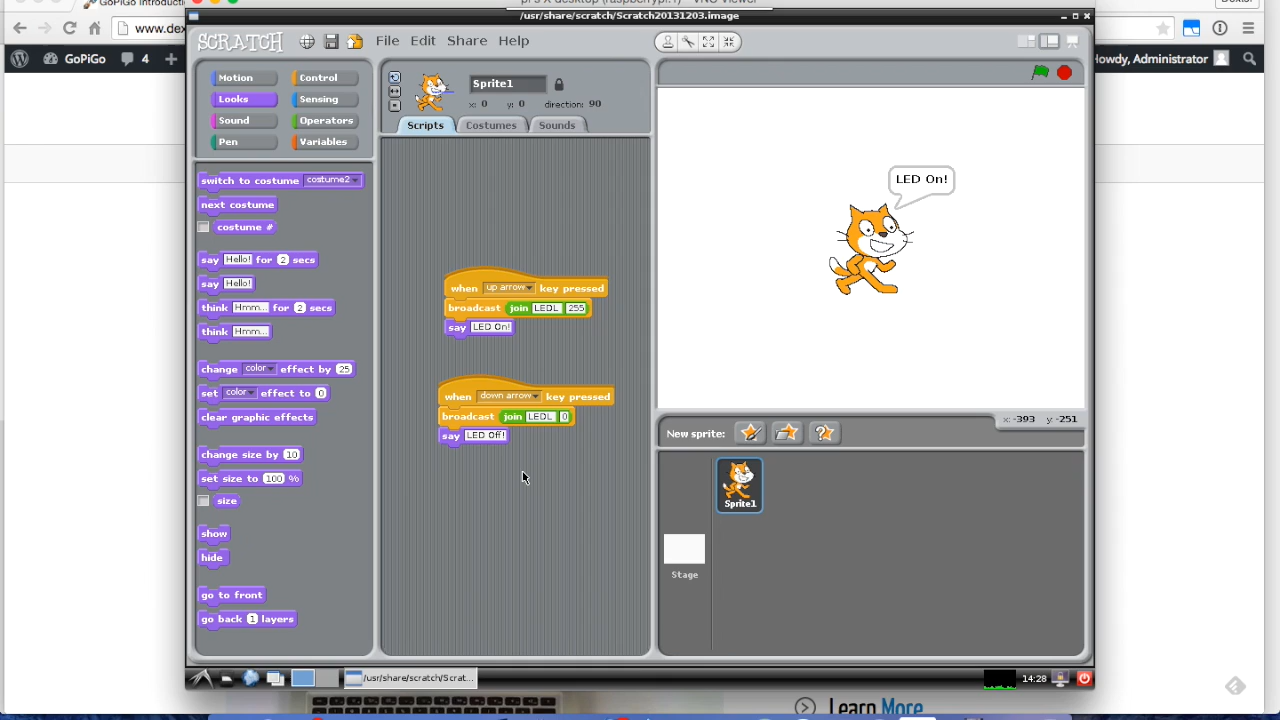 GoPiGo Introducti
pi's X desktop (raspberrypi:1) - VNC Viewer
/usr/share/scratch/Scratch20131203.image
www.dex
GoPiGo 4
Howdy, Administrator
SCRATCH File Edit Share Help
Motion Control
Looks Sensing
Sound Operators
Pen Variables
Sprite1
x: 0 y: 0 direction: 90
Scripts Costumes Sounds
switch to costume costume2
next costume
costume #
say Hello! for 2 secs
say Hello!
think Hmm... for 2 secs
think Hmm...
change color effect by 25
set color effect to 0
clear graphic effects
change size by 10
set size to 100 %
size
show
hide
go to front
go back 1 layers
when up arrow key pressed
broadcast join LEDL 255
say LED On!
when down arrow key pressed
broadcast join LEDL 0
say LED Off!
LED On!
x: -393 y: -251
New sprite:
Sprite1
Stage
/usr/share/scratch/Scrat...
14:28
Learn More